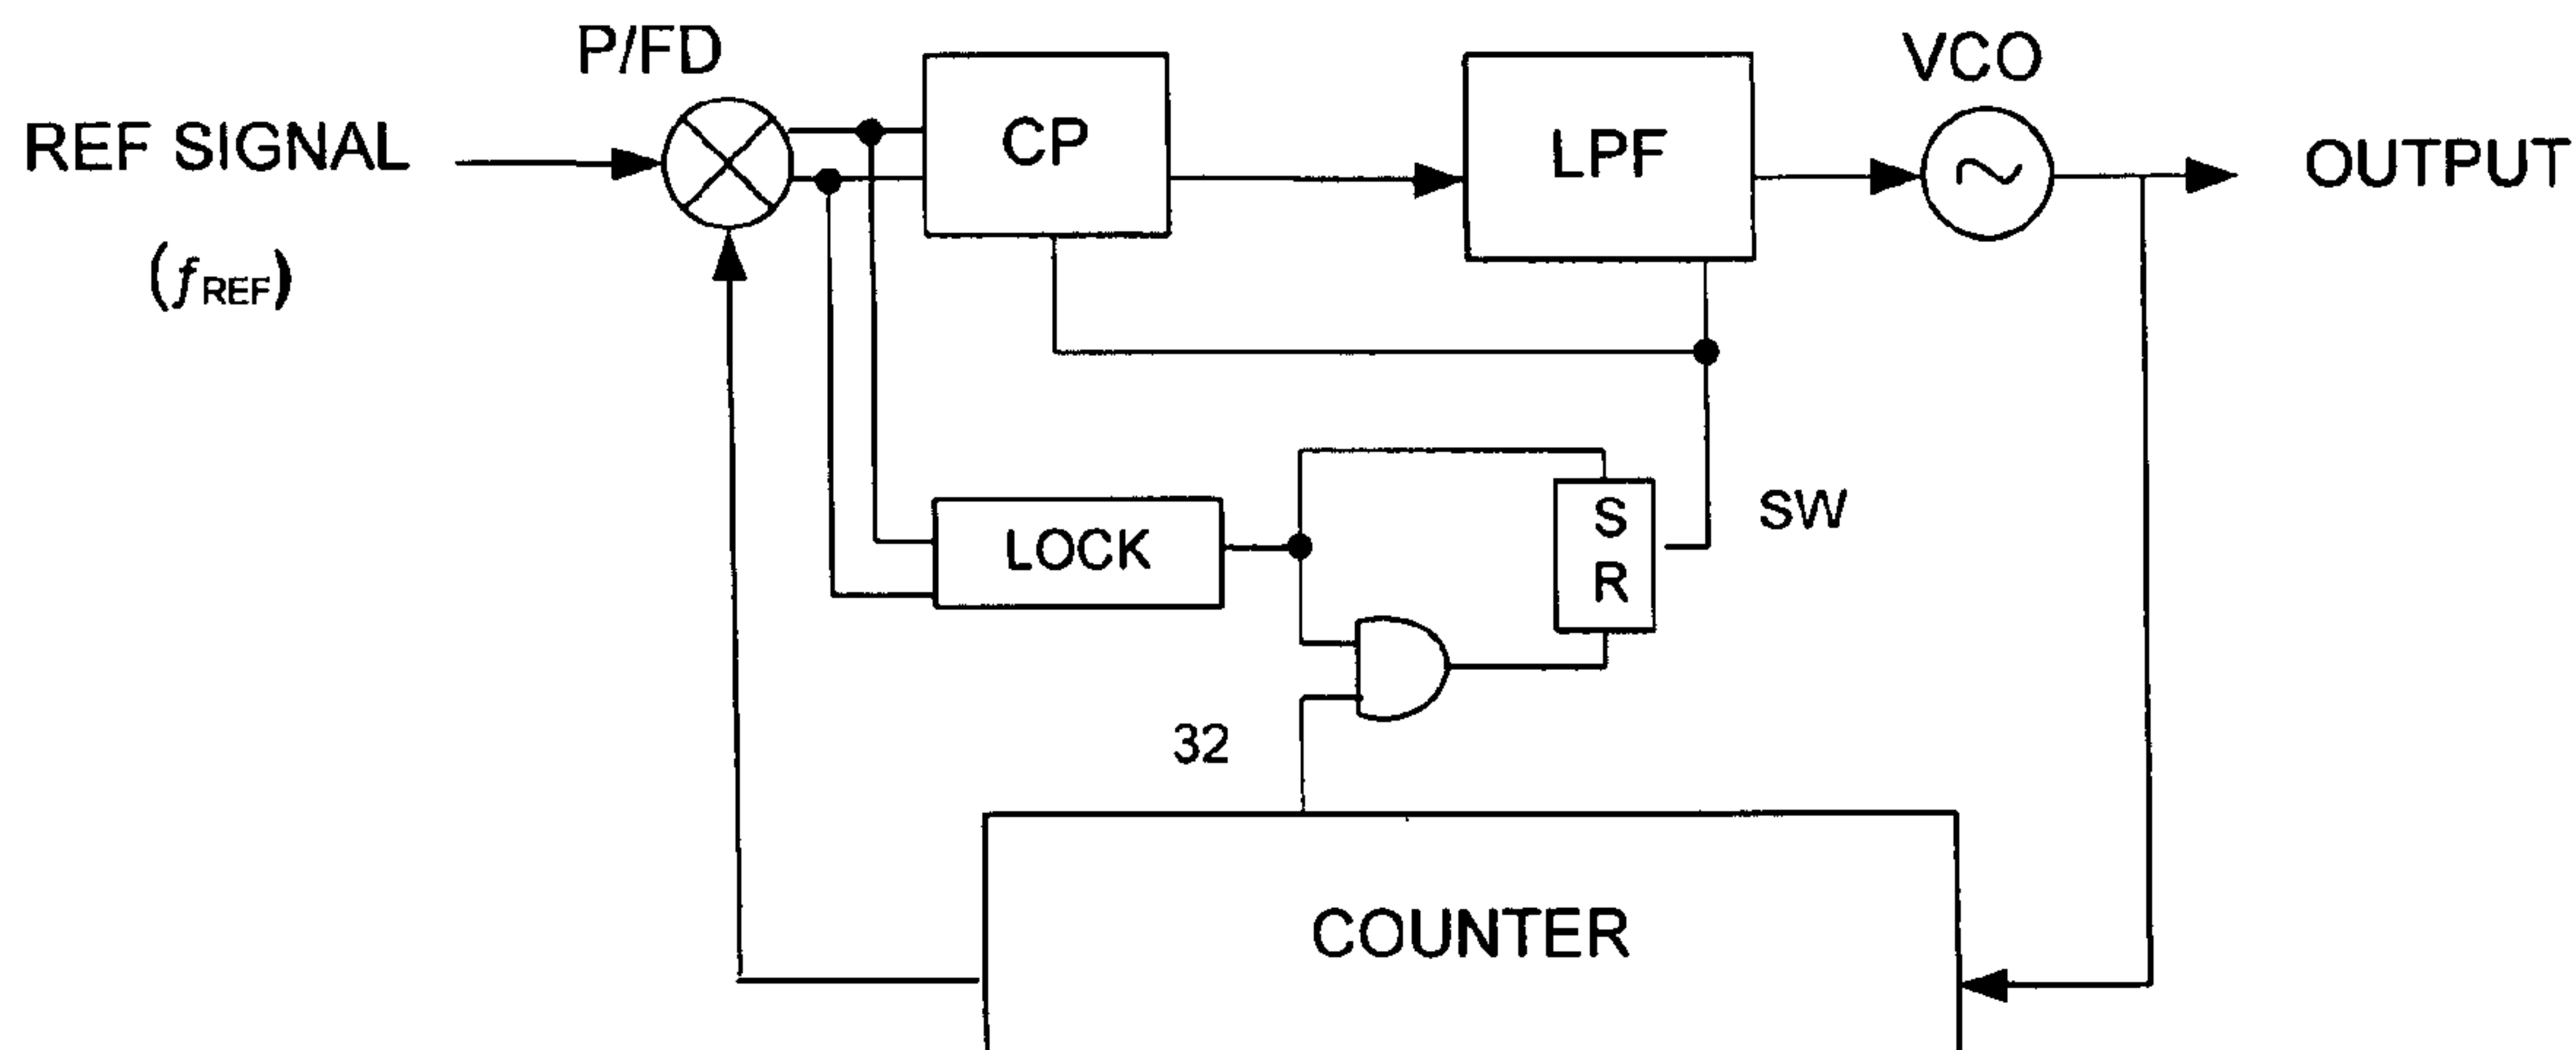 P/FD
VCO
REF SIGNAL
CP
LPF
OUTPUT
(fREF)
LOCK
S
R
SW
32
COUNTER